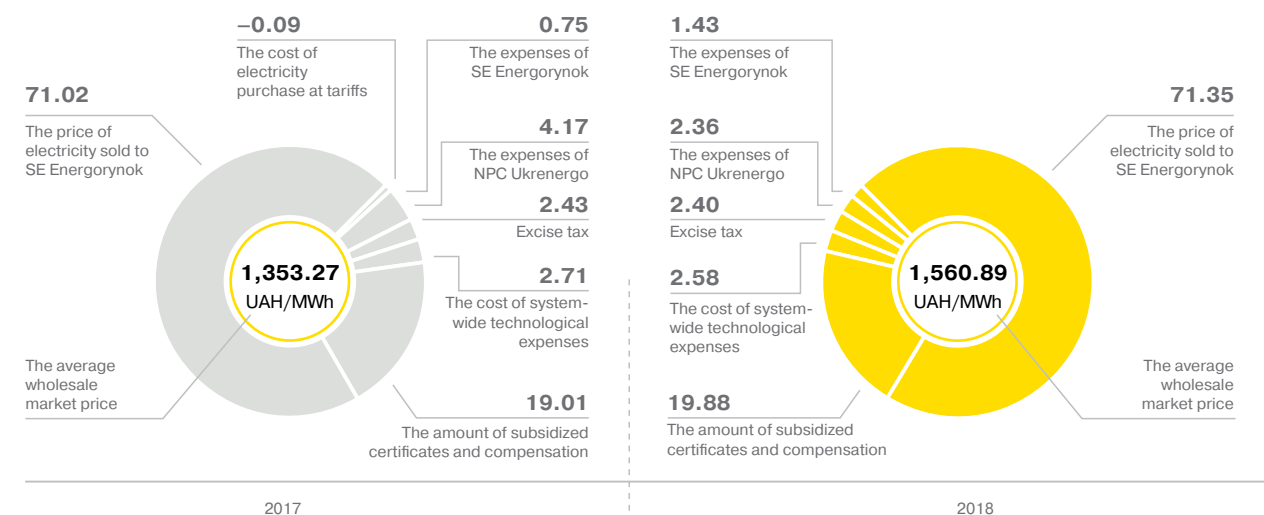 −0.09
The cost of
electricity
purchase at tariffs
0.75
The expenses of
SE Energorynok
71.02
The price of
electricity sold to
SE Energorynok
4.17
The expenses of
NPC Ukrenergo
2.43
Excise tax
1,353.27
UAH/MWh
2.71
The cost of system-
wide technological
expenses
The average
wholesale
market price
19.01
The amount of subsidized
certificates and compensation
2017
1.43
The expenses of
SE Energorynok
71.35
The price of
electricity sold to
SE Energorynok
2.36
The expenses of
NPC Ukrenergo
2.40
Excise tax
1,560.89
UAH/MWh
2.58
The cost of system-
wide technological
expenses
The average
wholesale
market price
19.88
The amount of subsidized
certificates and compensation
2018